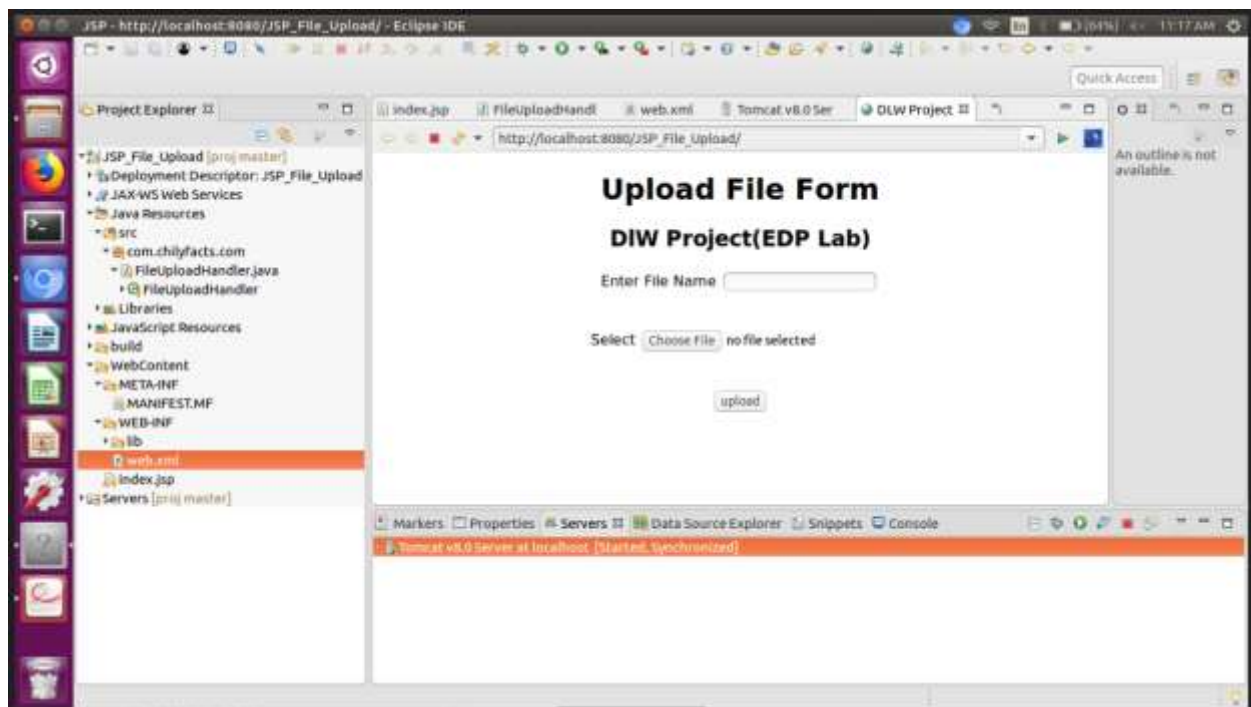 JSP - http://localhost:8080/JSP_File_Upload/ - Eclipse IDE
(64%)
11:17 AM
Quick Access
Project Explorer
JSP_File_Upload [proj master]
Deployment Descriptor: JSP_File_Upload
JAX-WS Web Services
Java Resources
src
com.chilyfacts.com
FileUploadHandler.java
FileUploadHandler
Libraries
JavaScript Resources
build
WebContent
META-INF
MANIFEST.MF
WEB-INF
lib
web.xml
index.jsp
Servers [proj master]
index.jsp
FileUploadHandl
web.xml
Tomcat v8.0 Ser
DLW Project
http://localhost:8080/JSP_File_Upload/
Upload File Form
DlW Project(EDP Lab)
Enter File Name
Select Choose File no file selected
upload
An outline is not
available.
Markers Properties Servers Data Source Explorer Snippets Console
Tomcat v8.0 Server at localhost [Started, Synchronized]